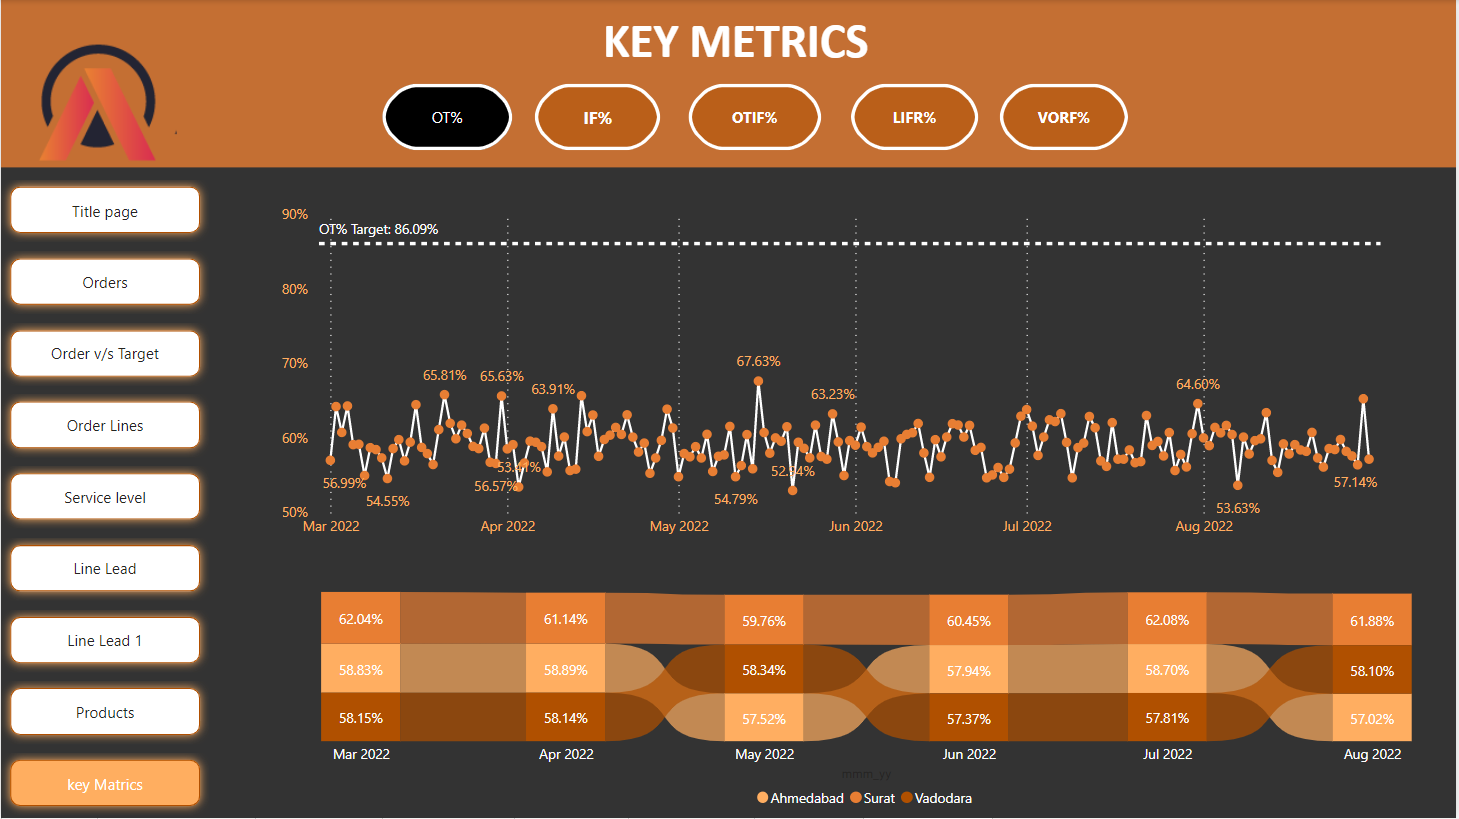 KEY METRICS
OT%
IF%
OTIF%
LIFR%
VORF%
Title page
Orders
Order v/s Target
Order Lines
Service level
Line Lead
Line Lead 1
Products
key Matrics
90%
OT% Target: 86.09%
80%
70%
60%
50%
65.81%
65.63%
63.91%
67.63%
63.23%
64.60%
56.99%
54.55%
56.57%
53.41%
54.79%
52.94%
53.63%
57.14%
Mar 2022
Apr 2022
May 2022
Jun 2022
Jul 2022
Aug 2022
62.04%
61.14%
59.76%
60.45%
62.08%
61.88%
58.83%
58.89%
58.34%
57.94%
58.70%
58.10%
58.15%
58.14%
57.52%
57.37%
57.81%
57.02%
Mar 2022
Apr 2022
May 2022
Jun 2022
Jul 2022
Aug 2022
mmm_yy
Ahmedabad
Surat
Vadodara